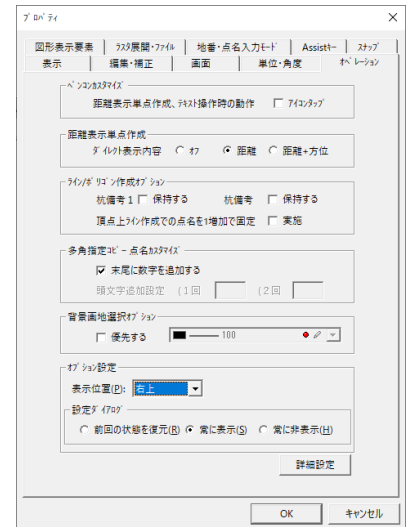 ﾌﾟﾛﾊﾟﾃｨ
図形表示要素 ﾗｽﾀ展開･ﾌｧｲﾙ 地番・点名入力ﾓｰﾄﾞ Assistｷｰ ｽﾅｯﾌﾟ
表示 編集・補正 画面 単位・角度 ｵﾍﾟﾚｰｼｮﾝ
ﾍﾟﾝｺﾝｶｽﾀﾏｲｽﾞ
距離表示単点作成、ﾃｷｽﾄ操作時の動作 ｱｲｺﾝﾀｯﾌﾟ
距離表示単点作成
ﾀﾞｲﾚｸﾄ表示内容 ｵﾌ 距離 距離+方位
ﾗｲﾝ/ﾎﾟﾘｺﾞﾝ作成ｵﾌﾟｼｮﾝ
杭備考1 保持する 杭備考 保持する
頂点上ﾗｲﾝ作成での点名を1増加で固定 実施
多角指定ｺﾋﾟｰ 点名ｶｽﾀﾏｲｽﾞ
末尾に数字を追加する
頭文字追加設定 (1回 (2回
背景画地選択ｵﾌﾟｼｮﾝ
優先する 100
ｵﾌﾟｼｮﾝ設定
表示位置(P): 右上
設定ﾀﾞｲｱﾛｸﾞ
前回の状態を復元(R) 常に表示(S) 常に非表示(H)
詳細設定
OK キャンセル